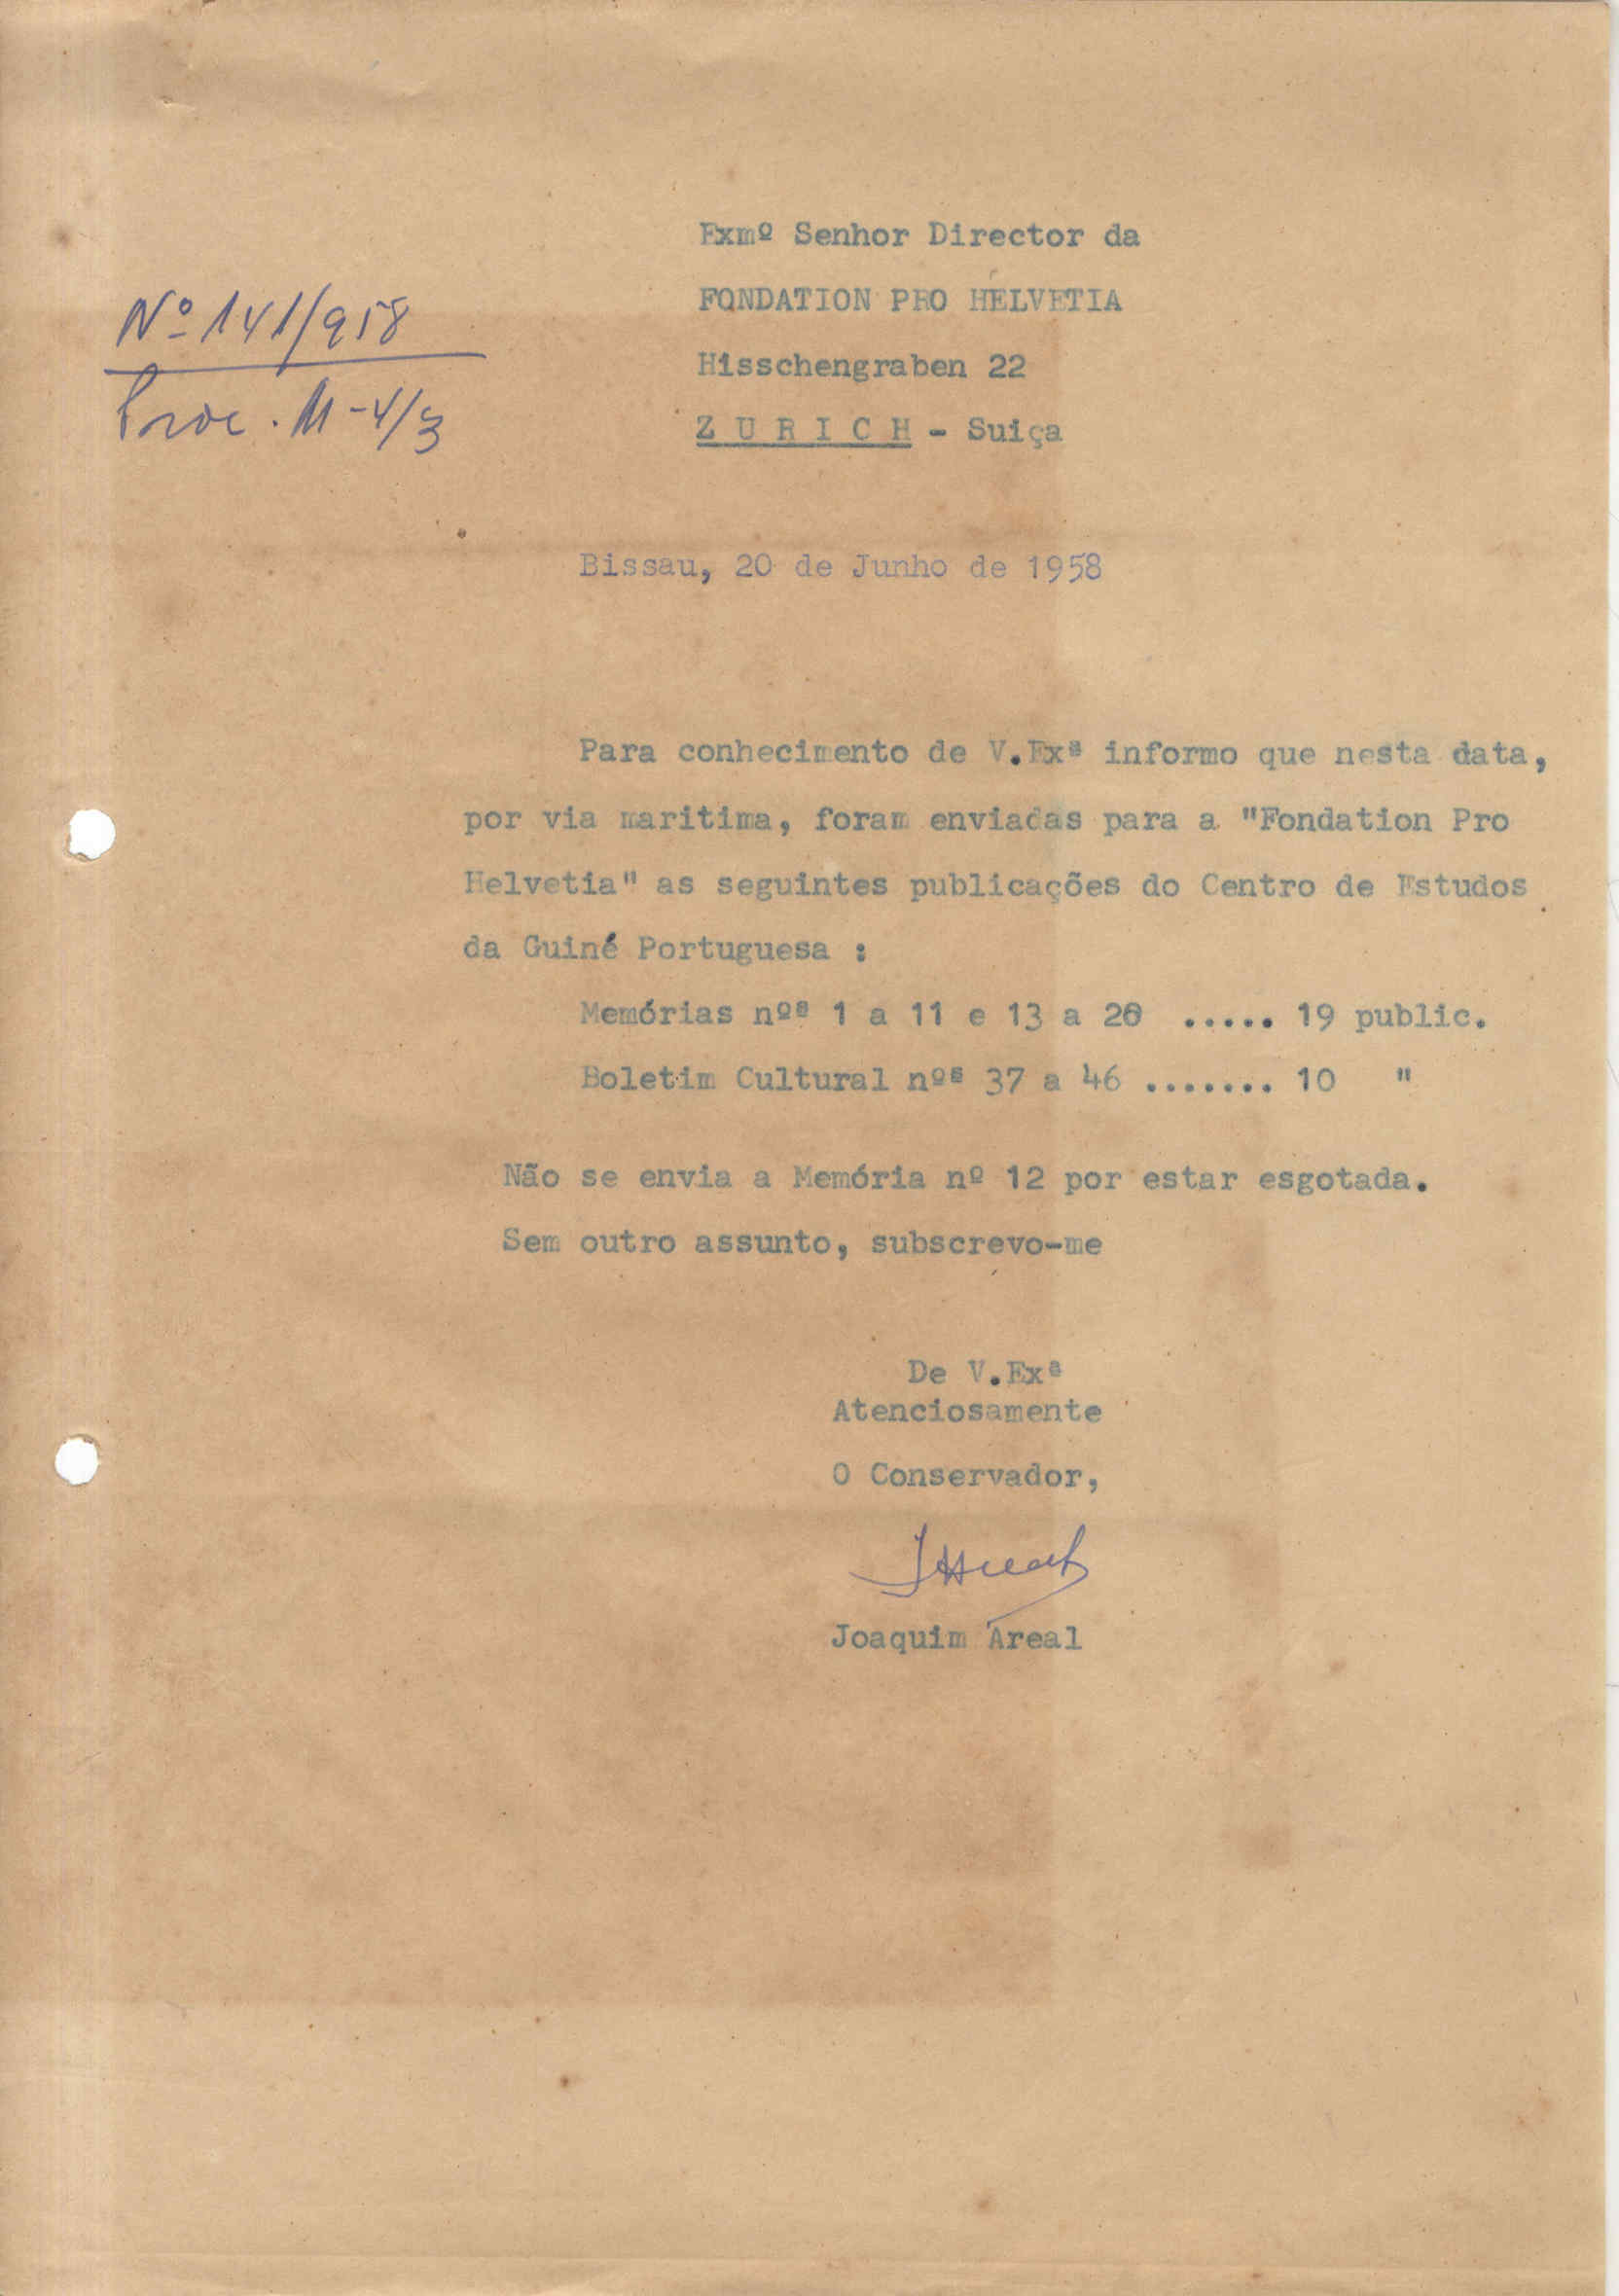 Exmº Senhor Director da
FONDATION PRO HELVETIA
Hisschengraben 22
Z U R I C H - Suiça
Nº 141/958
Proc. M-4/3
Bissau, 20 de Junho de 1958
Para conhecimento de V.Exª informo que nesta data,
por via maritima, foram enviadas para a "Fondation Pro
Helvetia" as seguintes publicações do Centro de Estudos
da Guiné Portuguesa :
Memórias nºs 1 a 11 e 13 a 20 ..... 19 public.
Boletim Cultural nºs 37 a 46 ....... 10 "
Não se envia a Memória nº 12 por estar esgotada.
Sem outro assunto, subscrevo-me
De V.Exª
Atenciosamente
O Conservador,
JAreal
Joaquim Areal